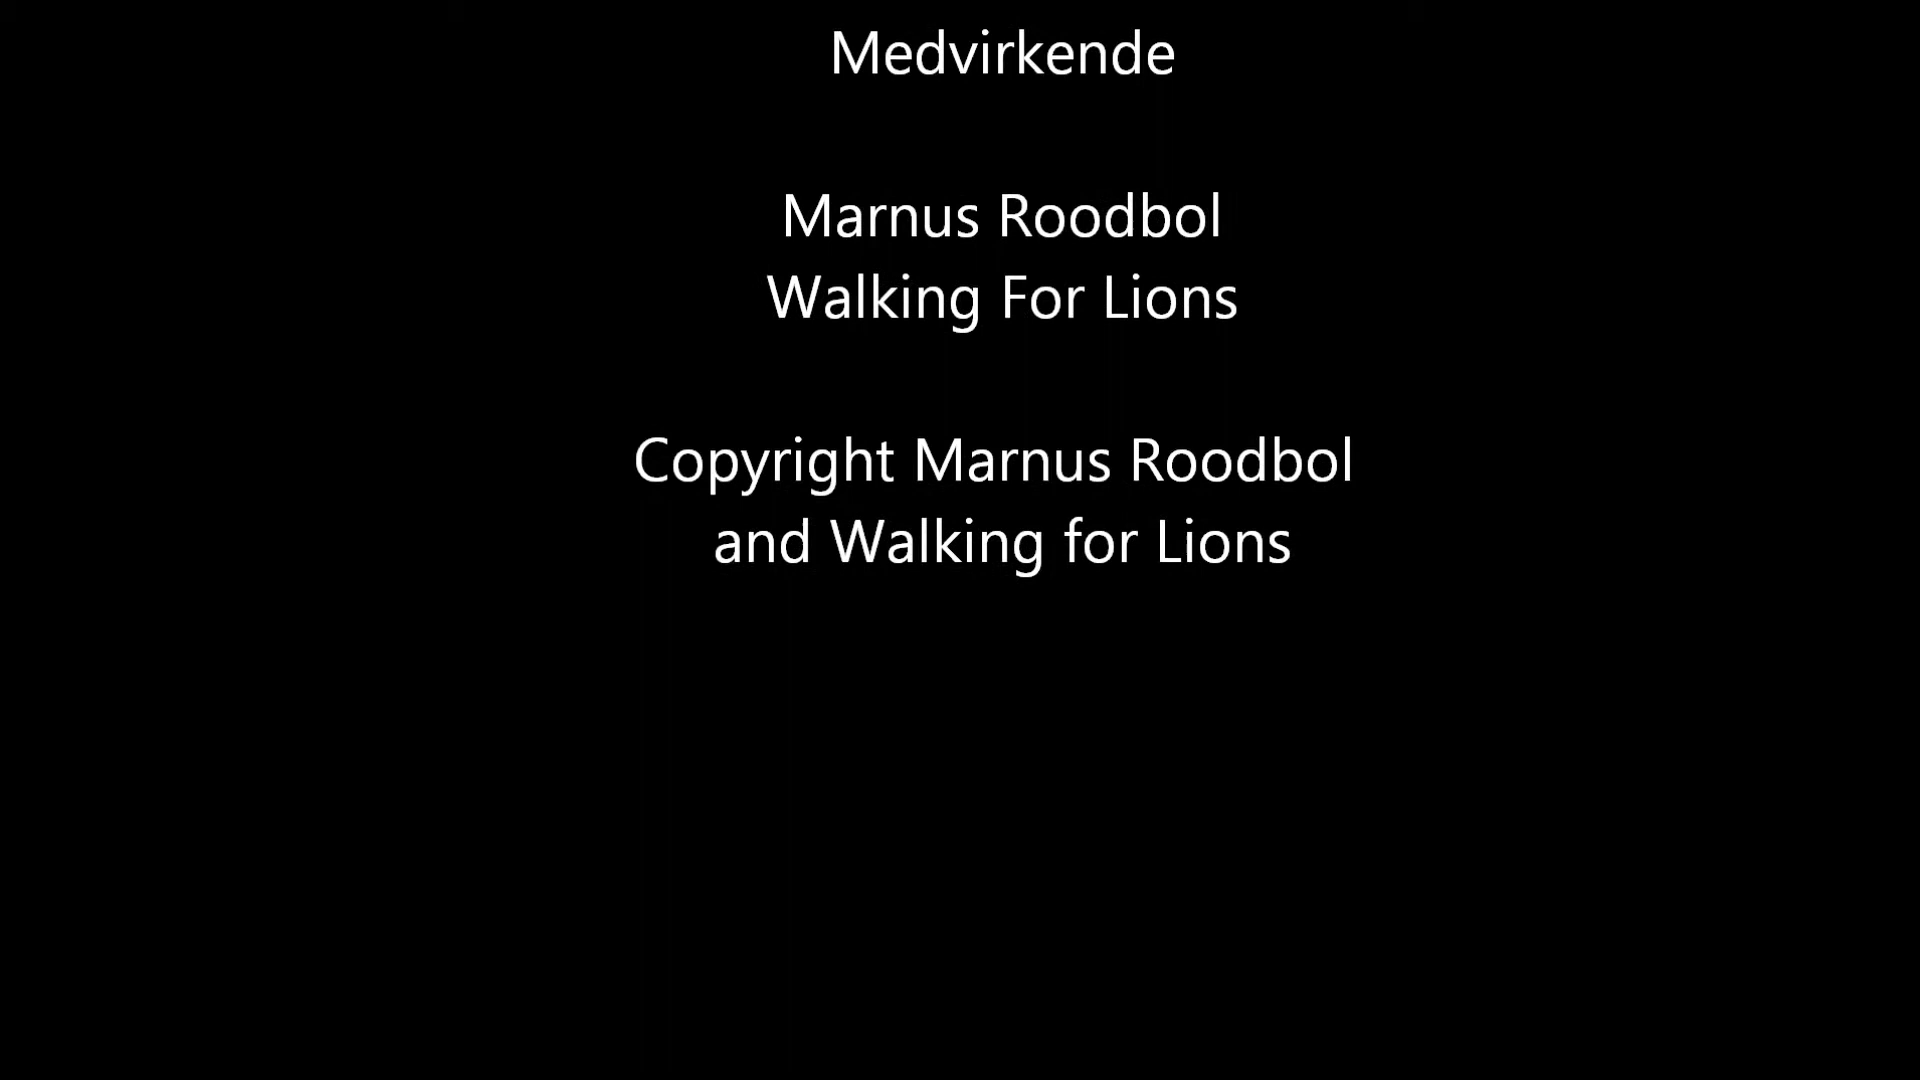 Medvirkende
Marnus Roodbol
Walking For Lions
Copyright Marnus Roodbol
and Walking for Lions